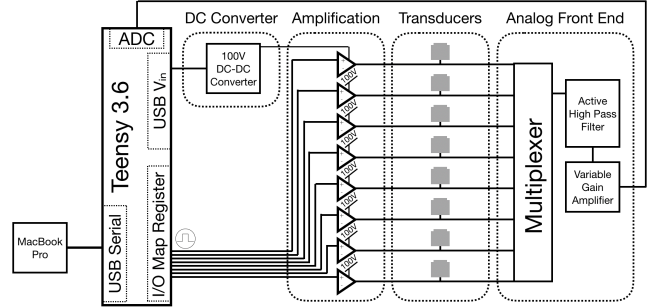 DC Converter
Amplification
Transducers
Analog Front End
ADC
Teensy 3.6
USB Vin
I/O Map Register
USB Serial
MacBook
Pro
100V
DC-DC
Converter
100V
100V
100V
100V
100V
100V
100V
100V
Multiplexer
Active
High Pass
Filter
Variable
Gain
Amplifier